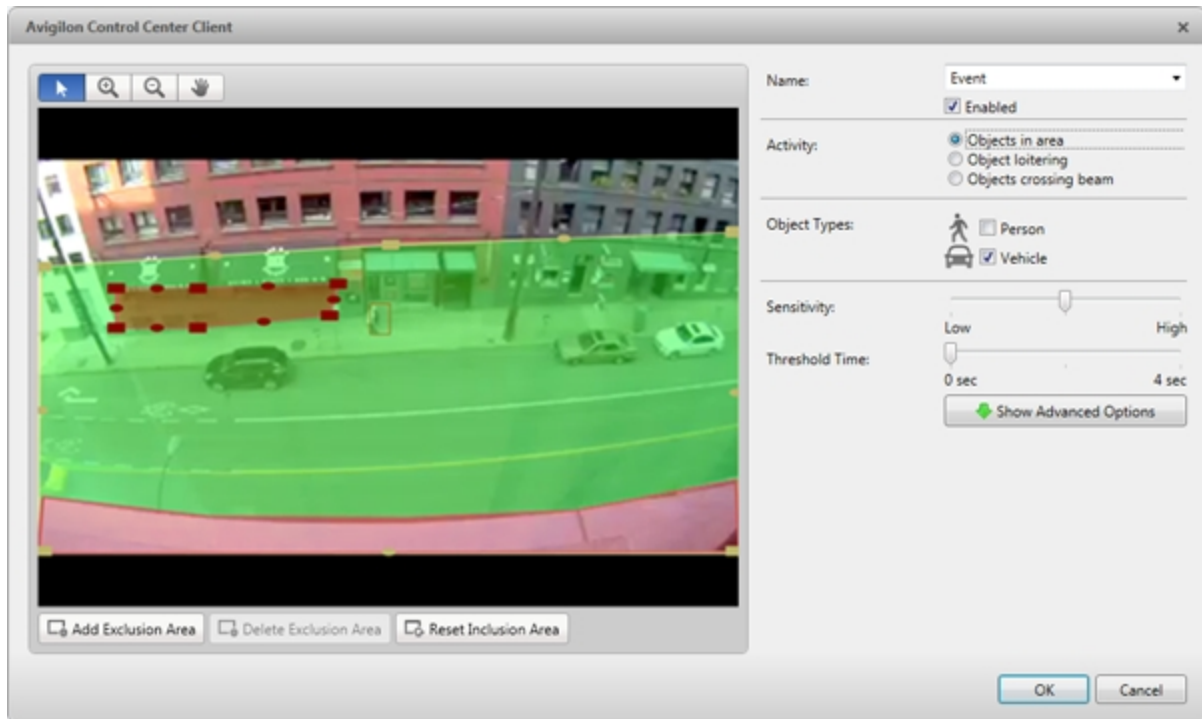 Avigilon Control Center Client
Name:
Event
Enabled
Activity:
Objects in area
Object loitering
Objects crossing beam
Object Types:
Person
Vehicle
Sensitivity:
Low High
Threshold Time:
0 sec 4 sec
Show Advanced Options
Add Exclusion Area Delete Exclusion Area Reset Inclusion Area
OK Cancel